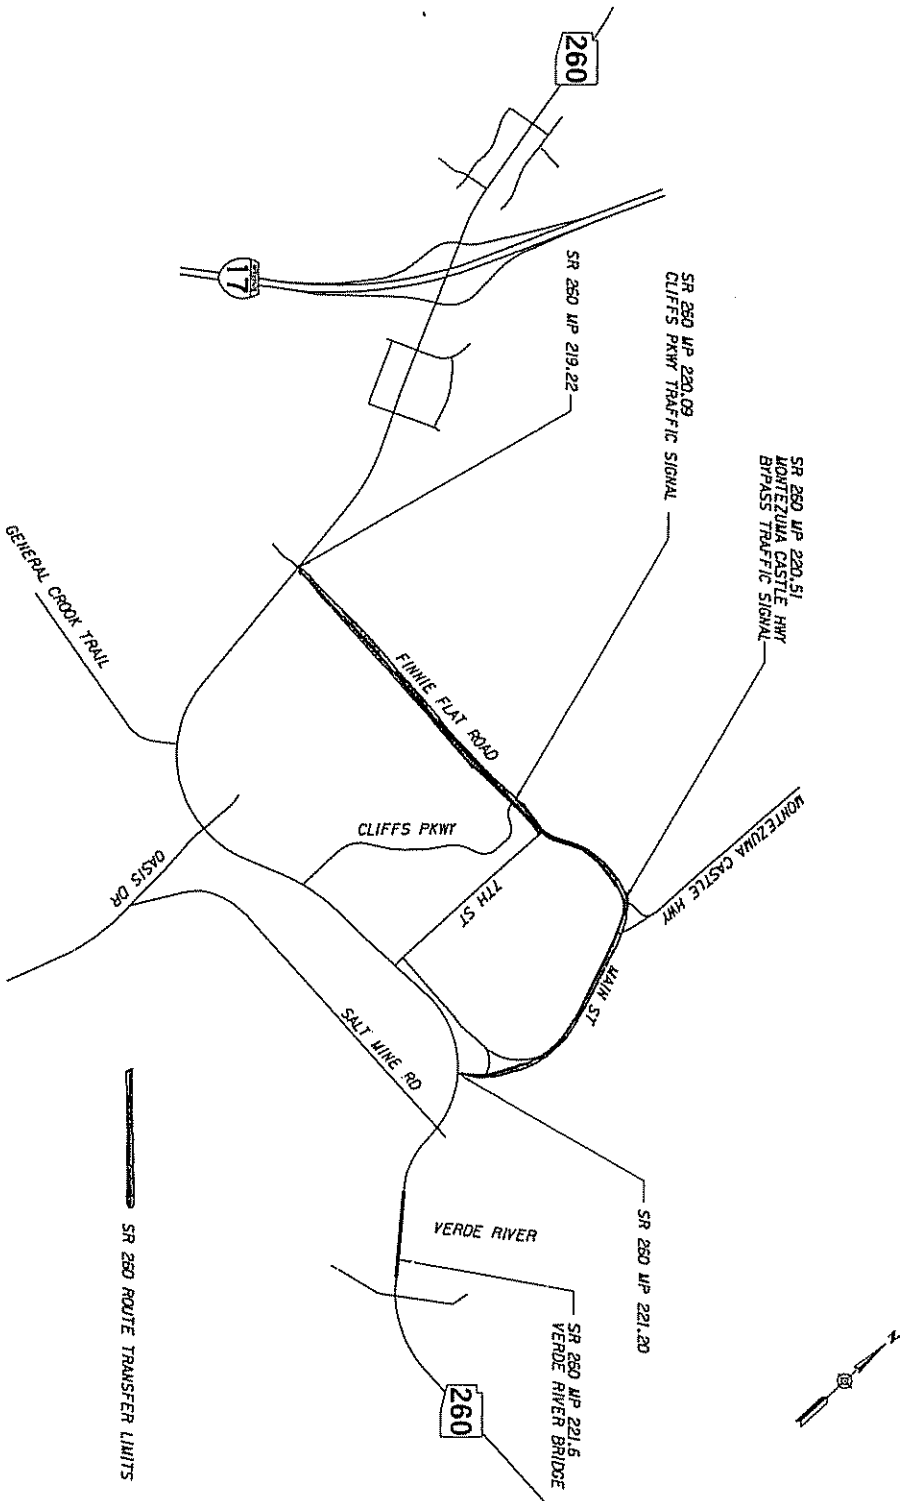 260
17
SR 260 MP 219.22
SR 260 MP 220.09
CLIFFS PKWY TRAFFIC SIGNAL
SR 260 MP 220.51
MONTEZUMA CASTLE HWY
BYPASS TRAFFIC SIGNAL
GENERAL CROOK TRAIL
FINNIE FLAT ROAD
MONTEZUMA CASTLE HWY
CLIFFS PKWY
OASIS DR
7TH ST
MAIN ST
SALT MINE RD
SR 260 MP 221.20
VERDE RIVER
SR 260 MP 221.6
VERDE RIVER BRIDGE
260
SR 260 ROUTE TRANSFER LIMITS
N